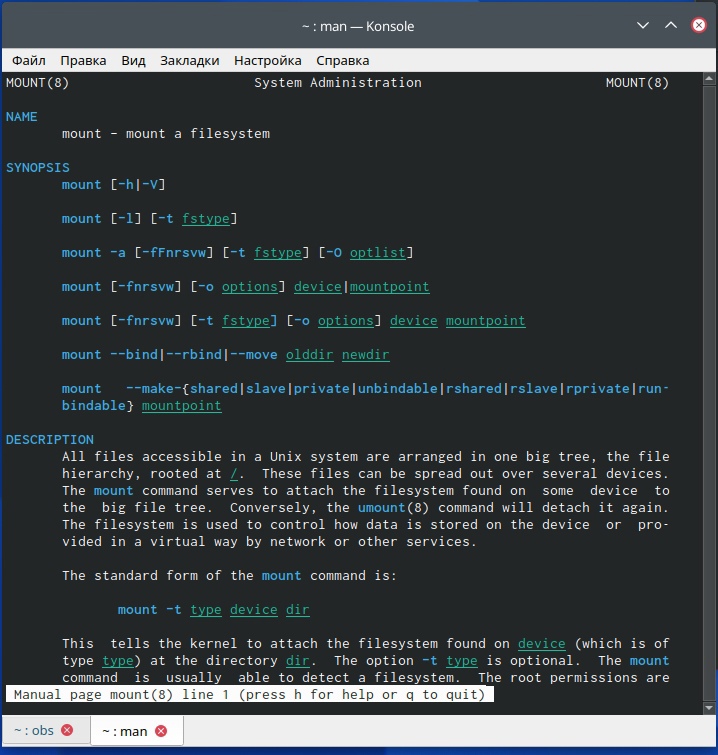 ~ : man — Konsole
Файл Правка Вид Закладки Настройка Справка
MOUNT(8) System Administration MOUNT(8)
NAME
mount - mount a filesystem
SYNOPSIS
mount [-h|-V]
mount [-l] [-t fstype]
mount -a [-fFnrsvw] [-t fstype] [-O optlist]
mount [-fnrsvw] [-o options] device|mountpoint
mount [-fnrsvw] [-t fstype] [-o options] device mountpoint
mount --bind|--rbind|--move olddir newdir
mount --make-{shared|slave|private|unbindable|rshared|rslave|rprivate|run-
bindable} mountpoint
DESCRIPTION
All files accessible in a Unix system are arranged in one big tree, the file
hierarchy, rooted at /. These files can be spread out over several devices.
The mount command serves to attach the filesystem found on some device to
the big file tree. Conversely, the umount(8) command will detach it again.
The filesystem is used to control how data is stored on the device or pro-
vided in a virtual way by network or other services.
The standard form of the mount command is:
mount -t type device dir
This tells the kernel to attach the filesystem found on device (which is of
type type) at the directory dir. The option -t type is optional. The mount
command is usually able to detect a filesystem. The root permissions are
Manual page mount(8) line 1 (press h for help or q to quit)
~ : obs ~ : man